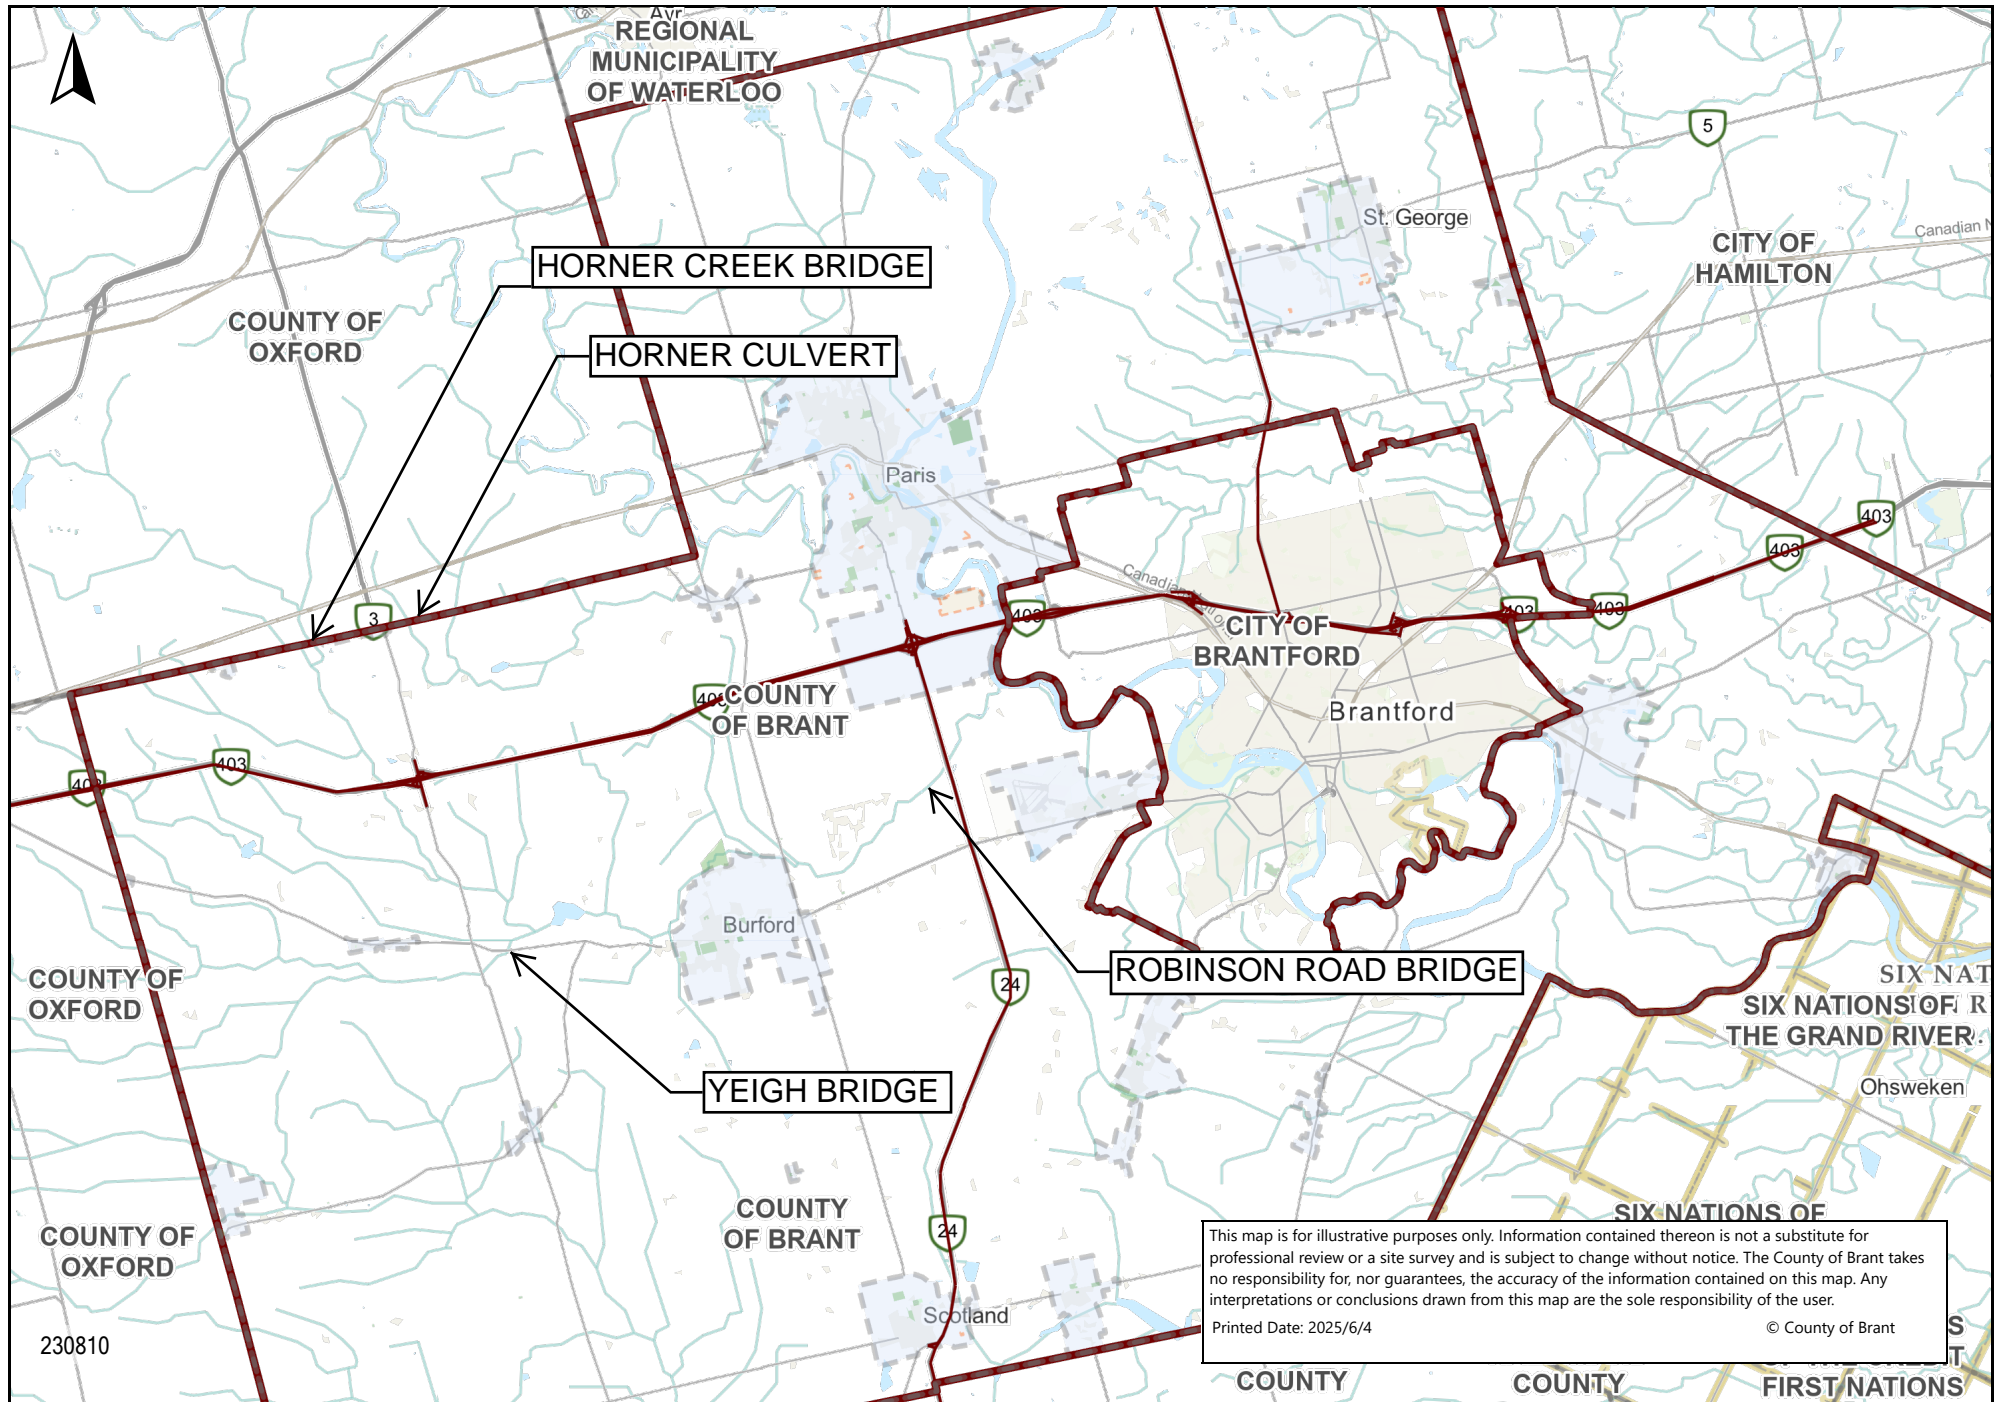 Ayr
REGIONAL
MUNICIPALITY
OF WATERLOO
5
St. George
CITY OF
HAMILTON
Canadian N
HORNER CREEK BRIDGE
COUNTY OF
OXFORD
HORNER CULVERT
Paris
403
403
Canadian
3
403
403
403
CITY OF
BRANTFORD
403
COUNTY
OF BRANT
Brantford
403
403
Burford
ROBINSON ROAD BRIDGE
24
COUNTY OF
OXFORD
SIX NAT
SIX NATIONS OF
THE GRAND RIVER
YEIGH BRIDGE
Ohsweken
COUNTY
OF BRANT
SIX NATIONS OF
24
COUNTY OF
OXFORD
This map is for illustrative purposes only. Information contained thereon is not a substitute for
professional review or a site survey and is subject to change without notice. The County of Brant takes
no responsibility for, nor guarantees, the accuracy of the information contained on this map. Any
interpretations or conclusions drawn from this map are the sole responsibility of the user.
Printed Date: 2025/6/4
© County of Brant
Scotland
230810
COUNTY
COUNTY
FIRST NATIONS